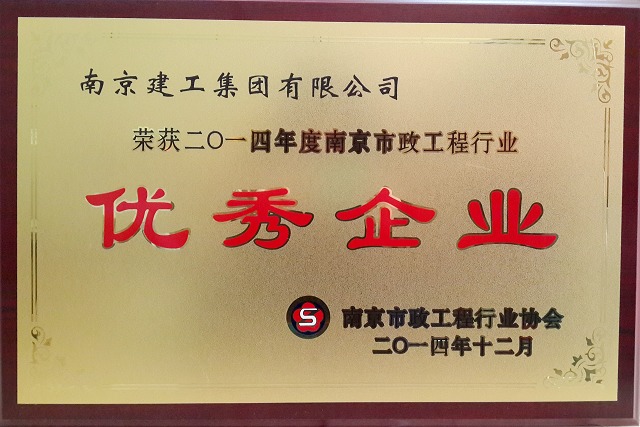 南京建工集团有限公司
荣获二〇一四年度南京市政工程行业
优秀企业
S
南京市政工程行业协会
二〇一四年十二月